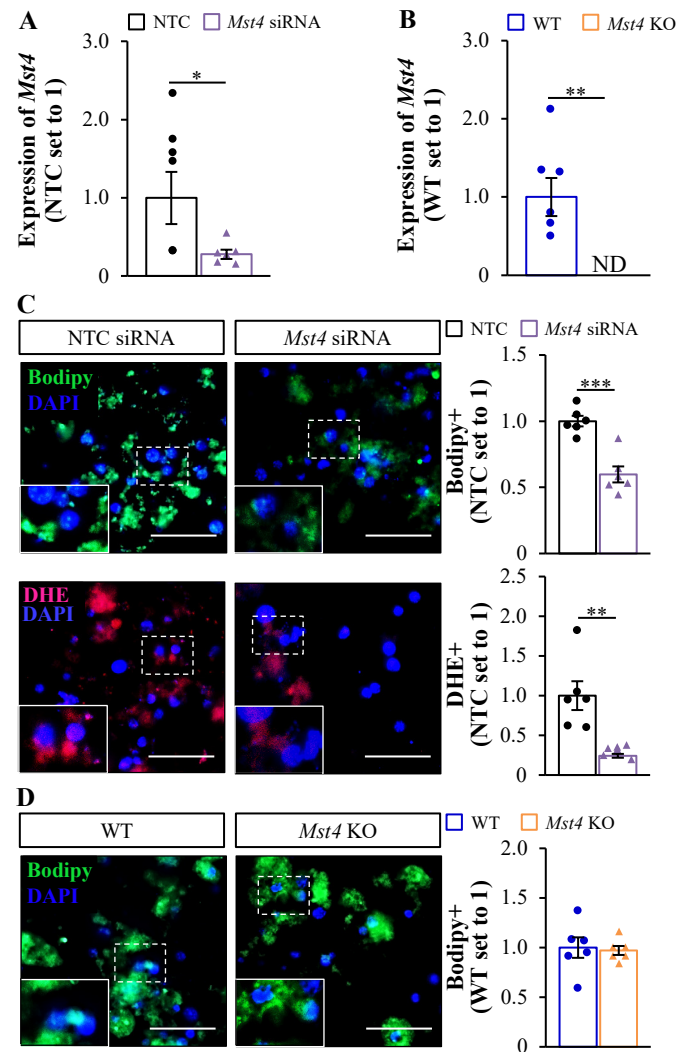 A
NTC Mst4 siRNA
Expression of Mst4
(NTC set to 1)
3.0
2.0
1.0
0
*
B
WT Mst4 KO
Expression of Mst4
(WT set to 1)
3.0
2.0
1.0
0
**
ND
C
NTC siRNA
Mst4 siRNA
NTC Mst4 siRNA
Bodipy
DAPI
Bodipy+
(NTC set to 1)
1.5
1.0
0.5
0
***
DHE
DAPI
DHE+
(NTC set to 1)
2.5
2.0
1.5
1.0
0.5
0
**
D
WT
Mst4 KO
WT Mst4 KO
Bodipy
DAPI
Bodipy+
(WT set to 1)
2.0
1.5
1.0
0.5
0